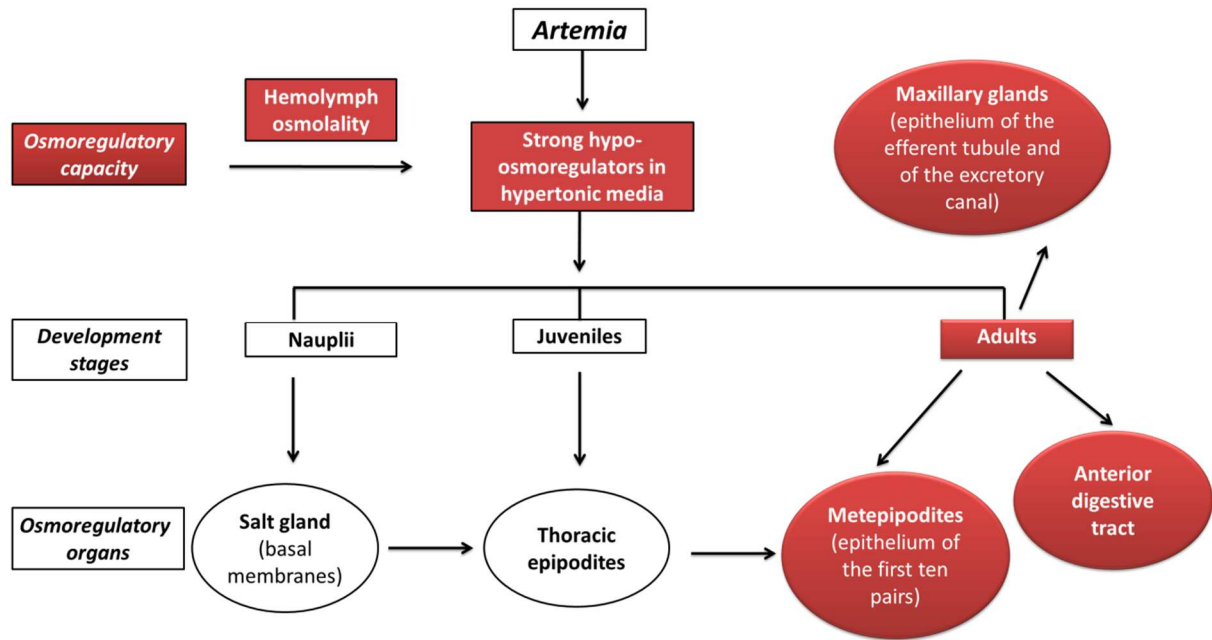 Artemia
Hemolymph
osmolality
Osmoregulatory
capacity
Strong hypo-
osmoregulators in
hypertonic media
Maxillary glands
(epithelium of the
efferent tubule and
of the excretory
canal)
Development
stages
Nauplii
Juveniles
Adults
Osmoregulatory
organs
Salt gland
(basal
membranes)
Thoracic
epipodites
Metepipodites
(epithelium of
the first ten
pairs)
Anterior
digestive
tract